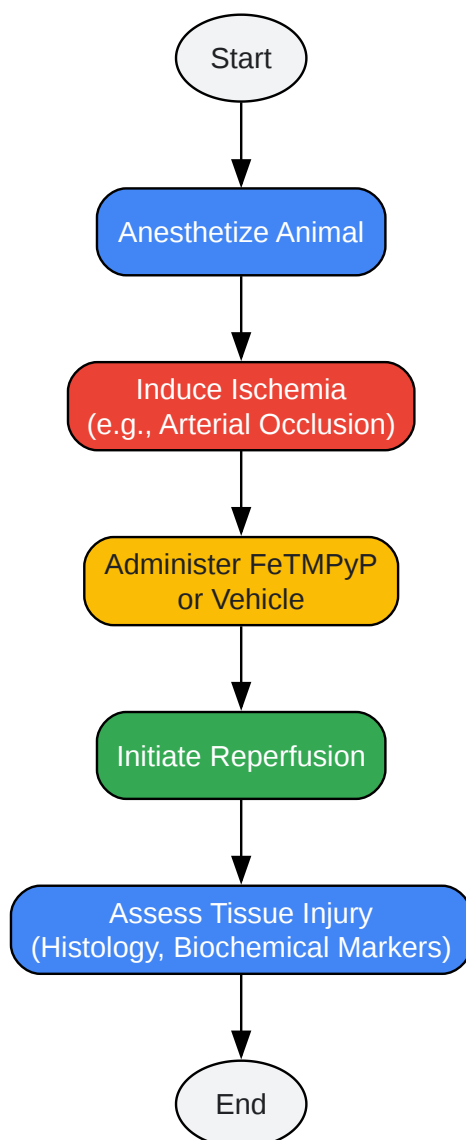 Start
Anesthetize Animal
Induce Ischemia
(e.g., Arterial Occlusion)
Administer FeTMPyP
or Vehicle
Initiate Reperfusion
Assess Tissue Injury
(Histology, Biochemical Markers)
End